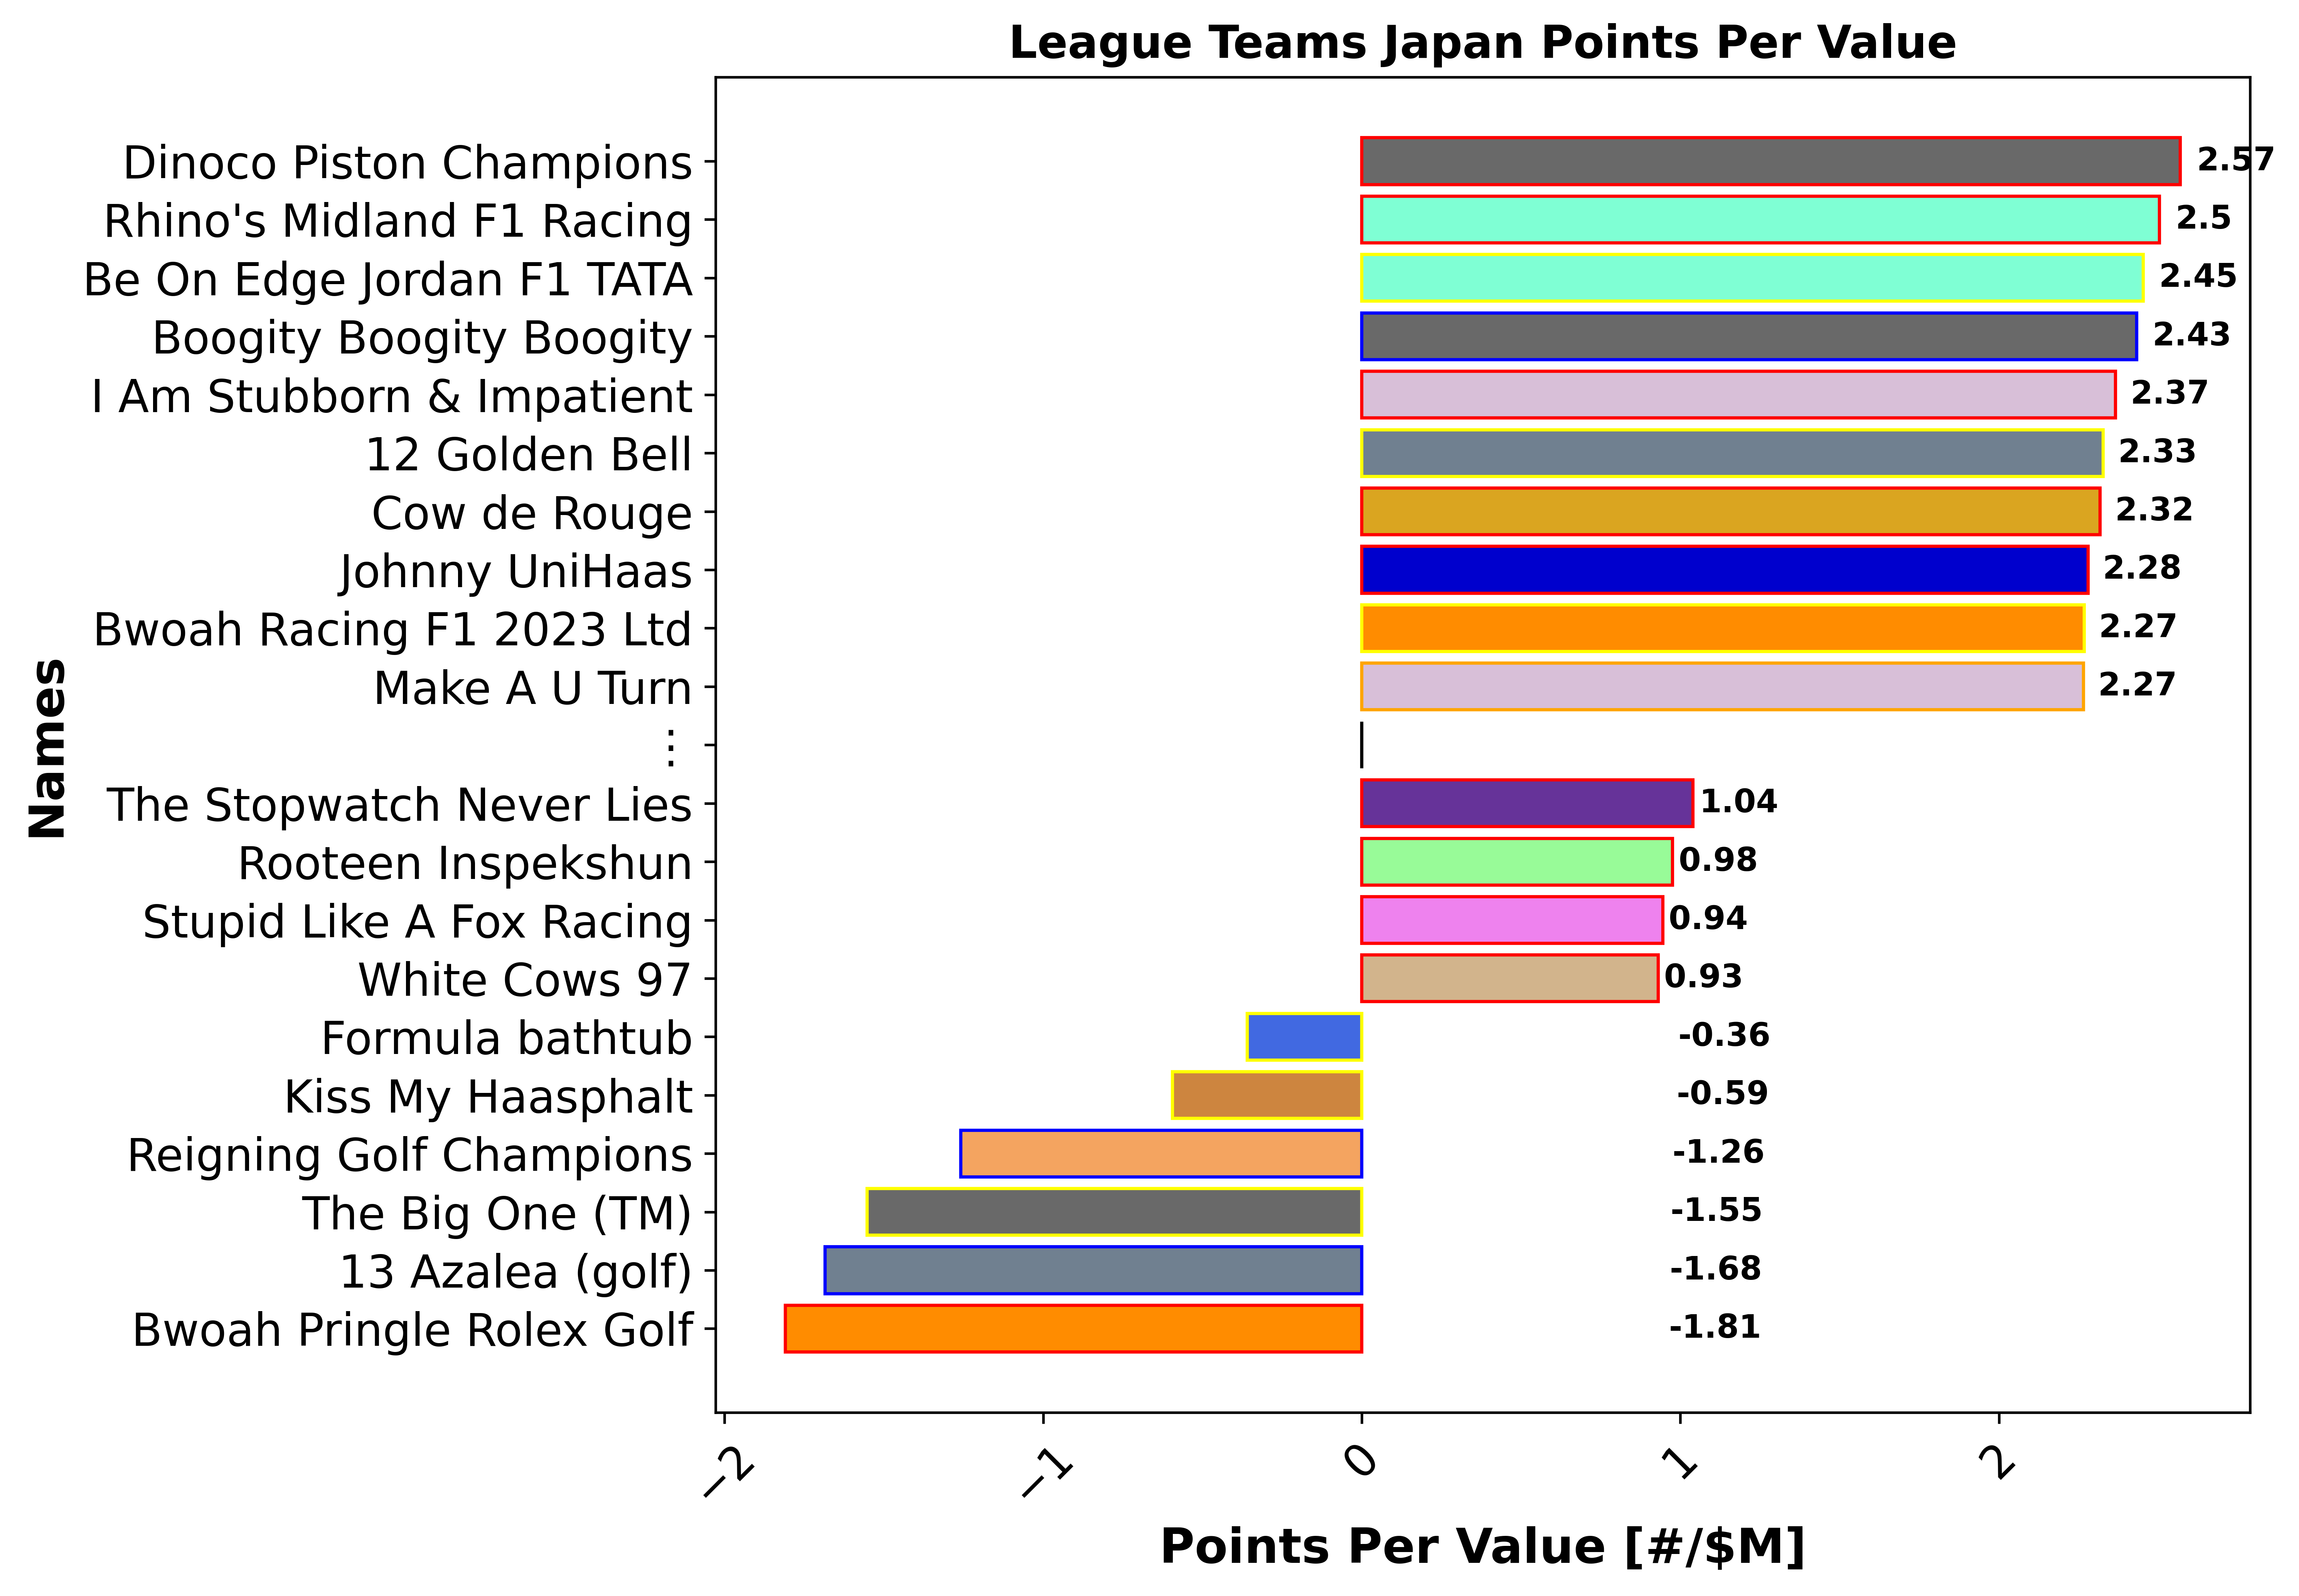 League Teams Japan Points Per Value
Dinoco Piston Champions 2.57
Rhino's Midland F1 Racing 2.5
Be On Edge Jordan F1 TATA 2.45
Boogity Boogity Boogity 2.43
I Am Stubborn & Impatient 2.37
12 Golden Bell 2.33
Cow de Rouge 2.32
Johnny UniHaas 2.28
Bwoah Racing F1 2023 Ltd 2.27
Make A U Turn 2.27
⋮
The Stopwatch Never Lies 1.04
Rooteen Inspekshun 0.98
Stupid Like A Fox Racing 0.94
White Cows 97 0.93
Formula bathtub -0.36
Kiss My Haasphalt -0.59
Reigning Golf Champions -1.26
The Big One (TM) -1.55
13 Azalea (golf) -1.68
Bwoah Pringle Rolex Golf -1.81
Names
−2 −1 0 1 2
Points Per Value [#/$M]